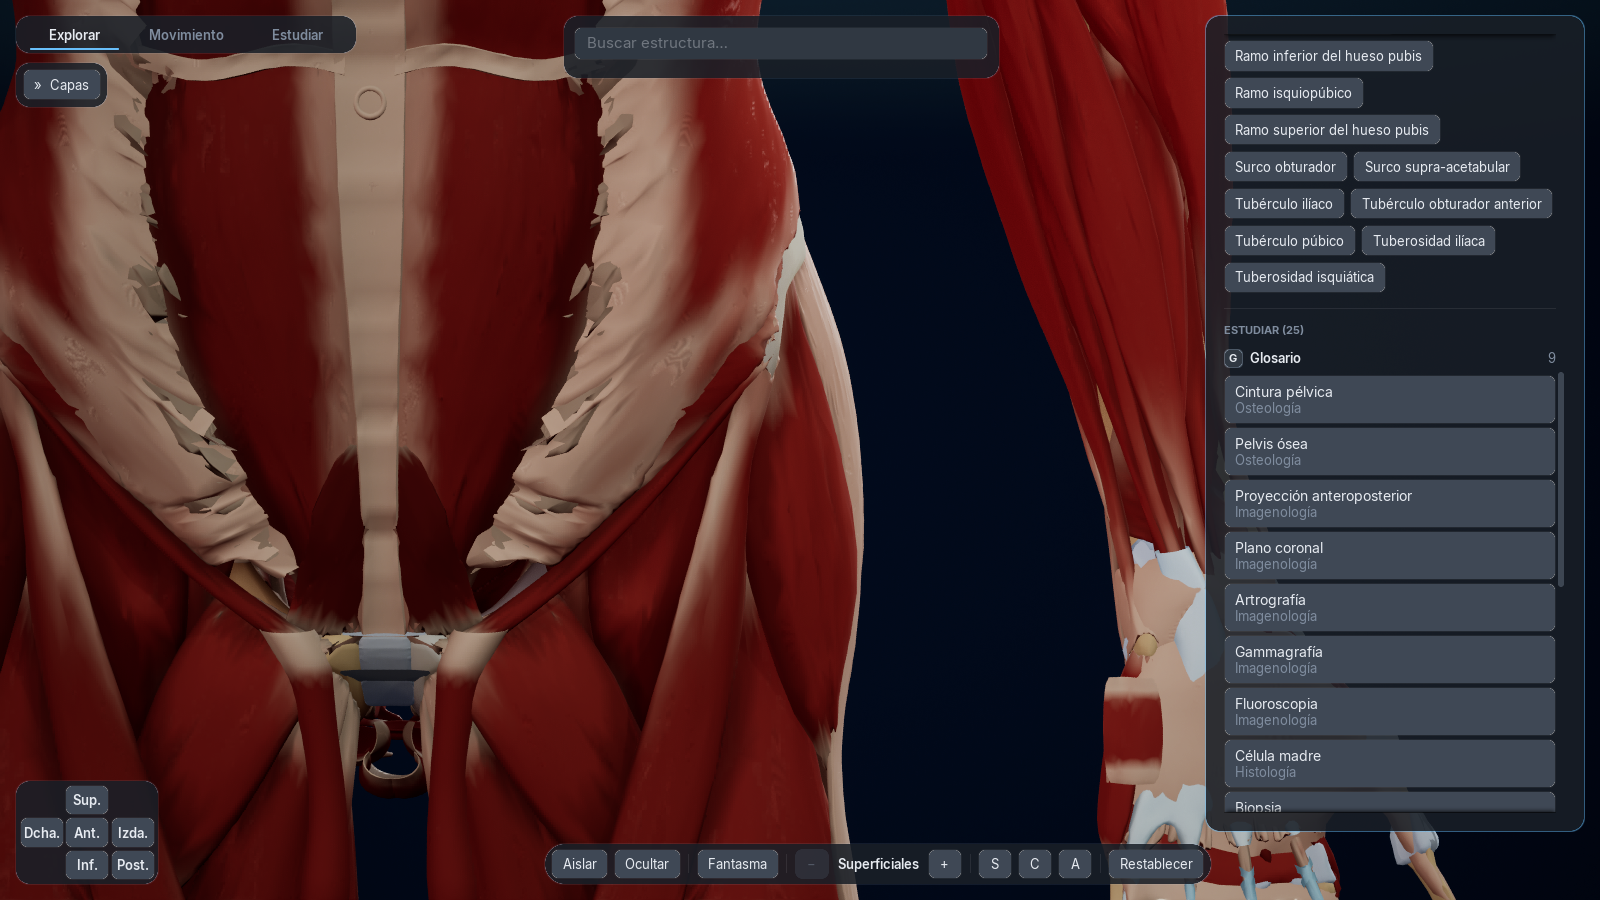 Explorar
Movimiento
Estudiar
» Capas
Buscar estructura...
Ramo inferior del hueso pubis
Ramo isquiopúbico
Ramo superior del hueso pubis
Surco obturador
Surco supra-acetabular
Tubérculo ilíaco
Tubérculo obturador anterior
Tubérculo púbico
Tuberosidad ilíaca
Tuberosidad isquiática
ESTUDIAR (25)
G Glosario 9
Cintura pélvica
Osteología
Pelvis ósea
Osteología
Proyección anteroposterior
Imagenología
Plano coronal
Imagenología
Artrografía
Imagenología
Gammagrafía
Imagenología
Fluoroscopia
Imagenología
Célula madre
Histología
Biopsia
Sup.
Dcha.
Ant.
Izda.
Inf.
Post.
Aislar
Ocultar
Fantasma
− Superficiales +
S
C
A
Restablecer